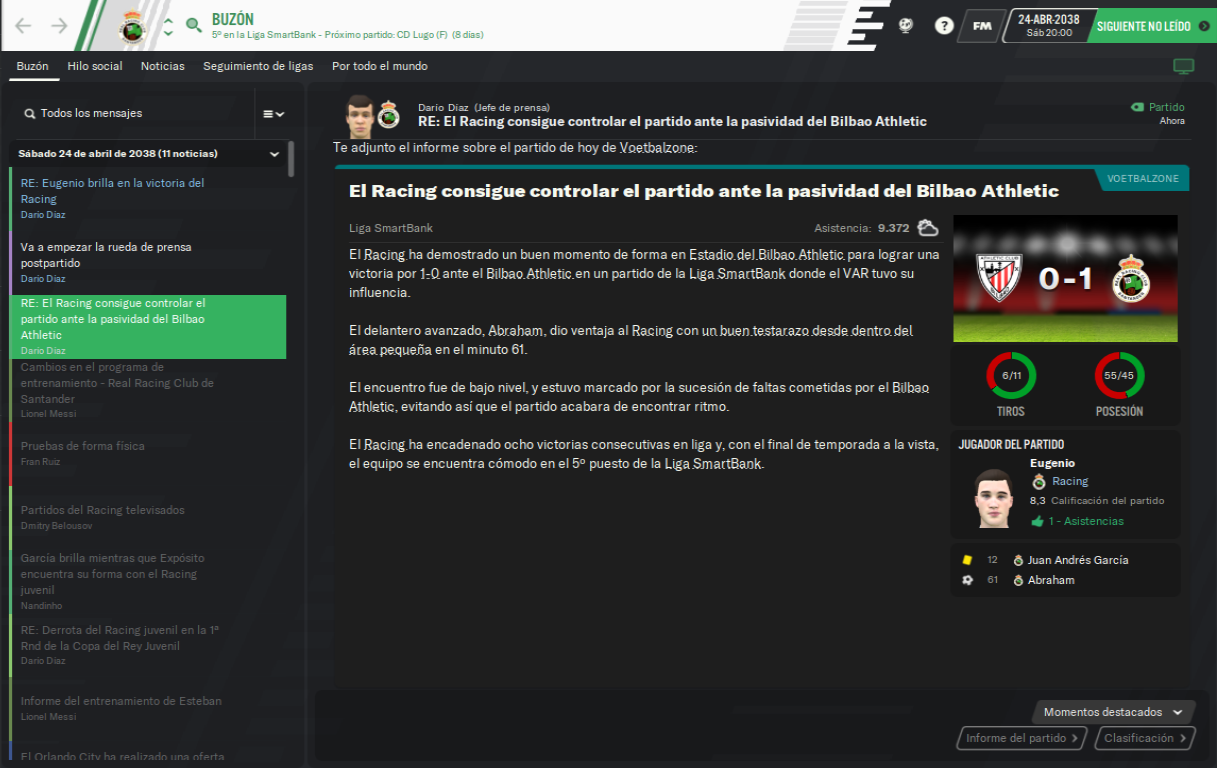 BUZÓN
5º en la Liga SmartBank - Próximo partido: CD Lugo (F) (8 días)
FM
24-ABR-2038
Sáb 20:00
SIGUIENTE NO LEÍDO
Buzón Hilo social Noticias Seguimiento de ligas Por todo el mundo
Todos los mensajes
Sábado 24 de abril de 2038 (11 noticias)
RE: Eugenio brilla en la victoria del
Racing
Darío Díaz
Va a empezar la rueda de prensa
postpartido
Darío Díaz
RE: El Racing consigue controlar el
partido ante la pasividad del Bilbao
Athletic
Darío Díaz
Cambios en el programa de
entrenamiento - Real Racing Club de
Santander
Lionel Messi
Pruebas de forma física
Fran Ruiz
Partidos del Racing televisados
Dmitry Belousov
García brilla mientras que Expósito
encuentra su forma con el Racing
juvenil
Nandinho
RE: Derrota del Racing juvenil en la 1ª
Rnd de la Copa del Rey Juvenil
Darío Díaz
Informe del entrenamiento de Esteban
Lionel Messi
El Orlando City ha realizado una oferta
Darío Díaz (Jefe de prensa)
RE: El Racing consigue controlar el partido ante la pasividad del Bilbao Athletic
Partido
Ahora
Te adjunto el informe sobre el partido de hoy de Voetbalzone:
VOETBALZONE
El Racing consigue controlar el partido ante la pasividad del Bilbao Athletic
Liga SmartBank
Asistencia: 9.372
El Racing ha demostrado un buen momento de forma en Estadio del Bilbao Athletic para lograr una
victoria por 1-0 ante el Bilbao Athletic en un partido de la Liga SmartBank donde el VAR tuvo su
influencia.
El delantero avanzado, Abraham, dio ventaja al Racing con un buen testarazo desde dentro del
área pequeña en el minuto 61.
El encuentro fue de bajo nivel, y estuvo marcado por la sucesión de faltas cometidas por el Bilbao
Athletic, evitando así que el partido acabara de encontrar ritmo.
El Racing ha encadenado ocho victorias consecutivas en liga y, con el final de temporada a la vista,
el equipo se encuentra cómodo en el 5º puesto de la Liga SmartBank.
ATHLETIC CLUB
0-1
6/11
TIROS
55/45
POSESIÓN
JUGADOR DEL PARTIDO
Eugenio
Racing
8,3 Calificación del partido
1 - Asistencias
12 Juan Andrés García
61 Abraham
Momentos destacados
Informe del partido
Clasificación